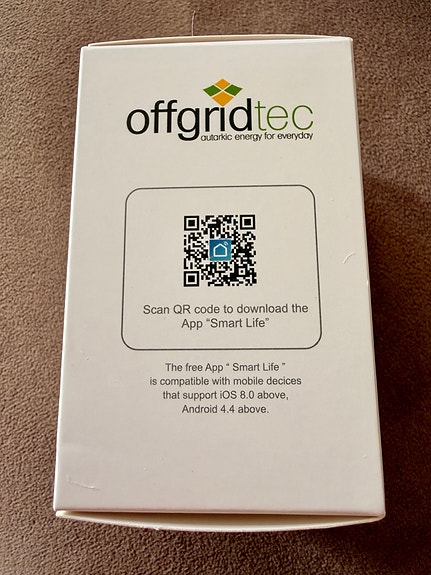 offgridtec
autarkic energy for everyday
Scan QR code to download the
App “Smart Life”
The free App “ Smart Life ”
is compatible with mobile decices
that support iOS 8.0 above,
Android 4.4 above.